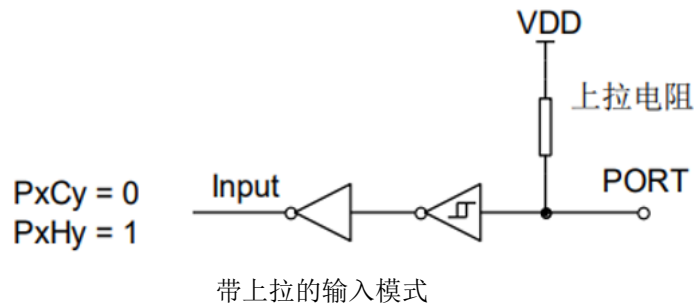 VDD
上拉电阻
PORT
Input
PxCy = 0
PxHy = 1
带上拉的输入模式